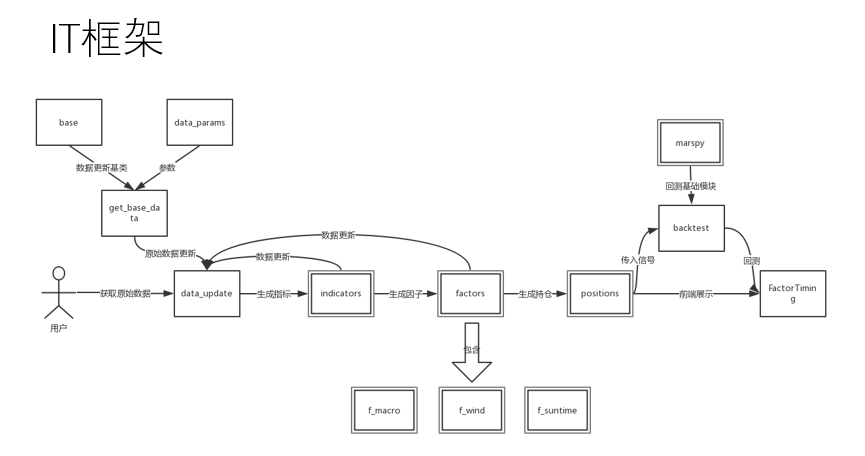 IT框架
base
data_params
marspy
数据更新基类
参数
回测基础模块
get_base_da
ta
backtest
数据更新
原始数据更新
数据更新
传入信号
回测
用户
获取原始数据
data_update
生成指标
indicators
生成因子
factors
生成持仓
positions
前端展示
FactorTimin
g
包含
f_macro
f_wind
f_suntime